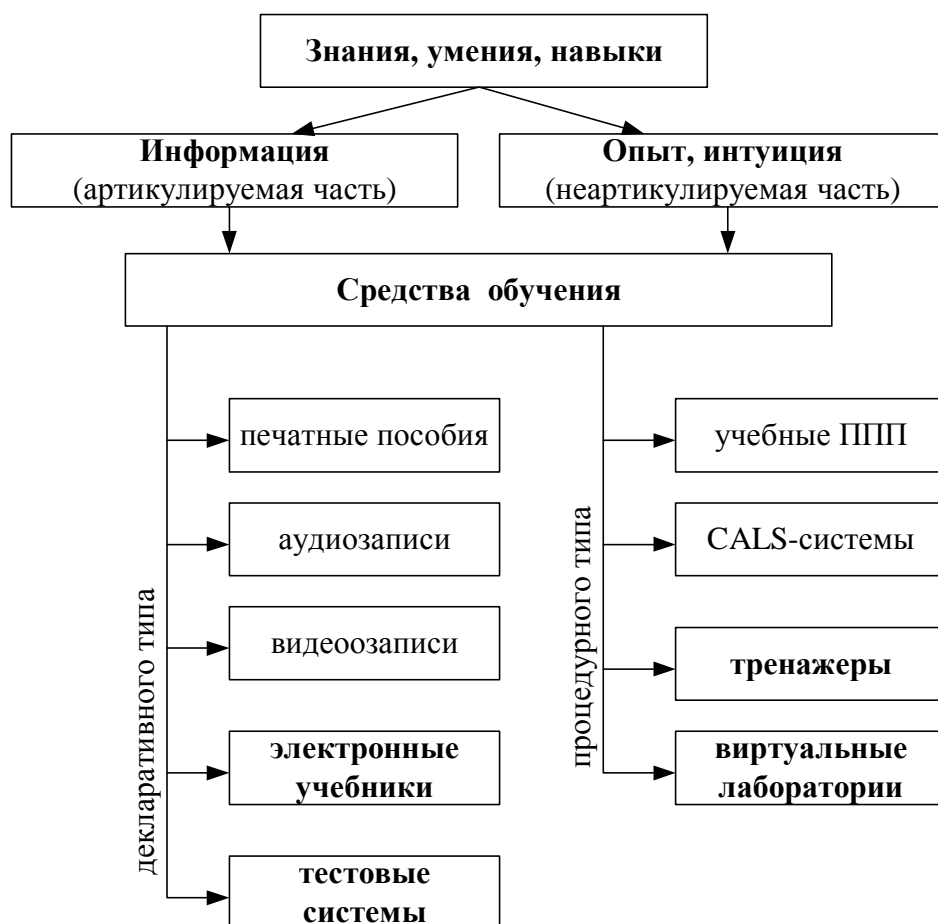 Знания, умения, навыки
Информация
(артикулируемая часть)
Опыт, интуиция
(неартикулируемая часть)
Средства обучения
декларативного типа
печатные пособия
аудиозаписи
видеоозаписи
электронные
учебники
тестовые
системы
процедурного типа
учебные ППП
CALS-системы
тренажеры
виртуальные
лаборатории